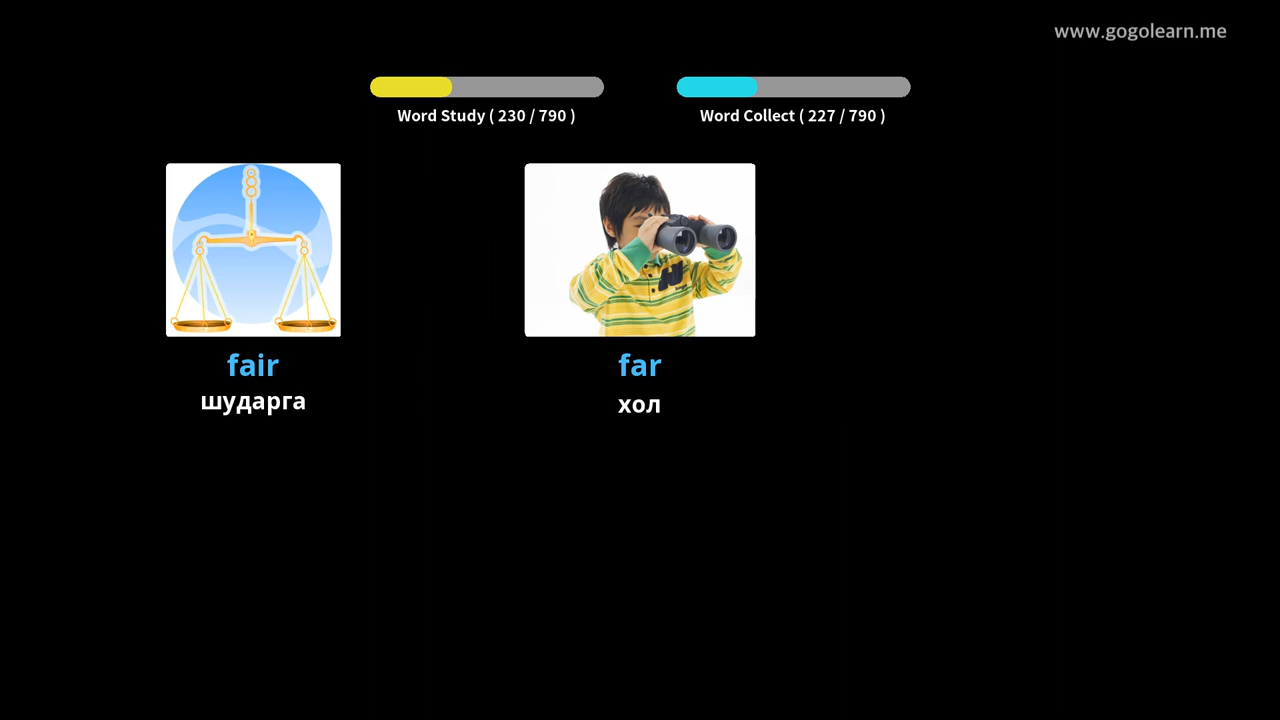 www.gogolearn.me
Word Study ( 230 / 790 )
Word Collect ( 227 / 790 )
fair
шударга
far
хол